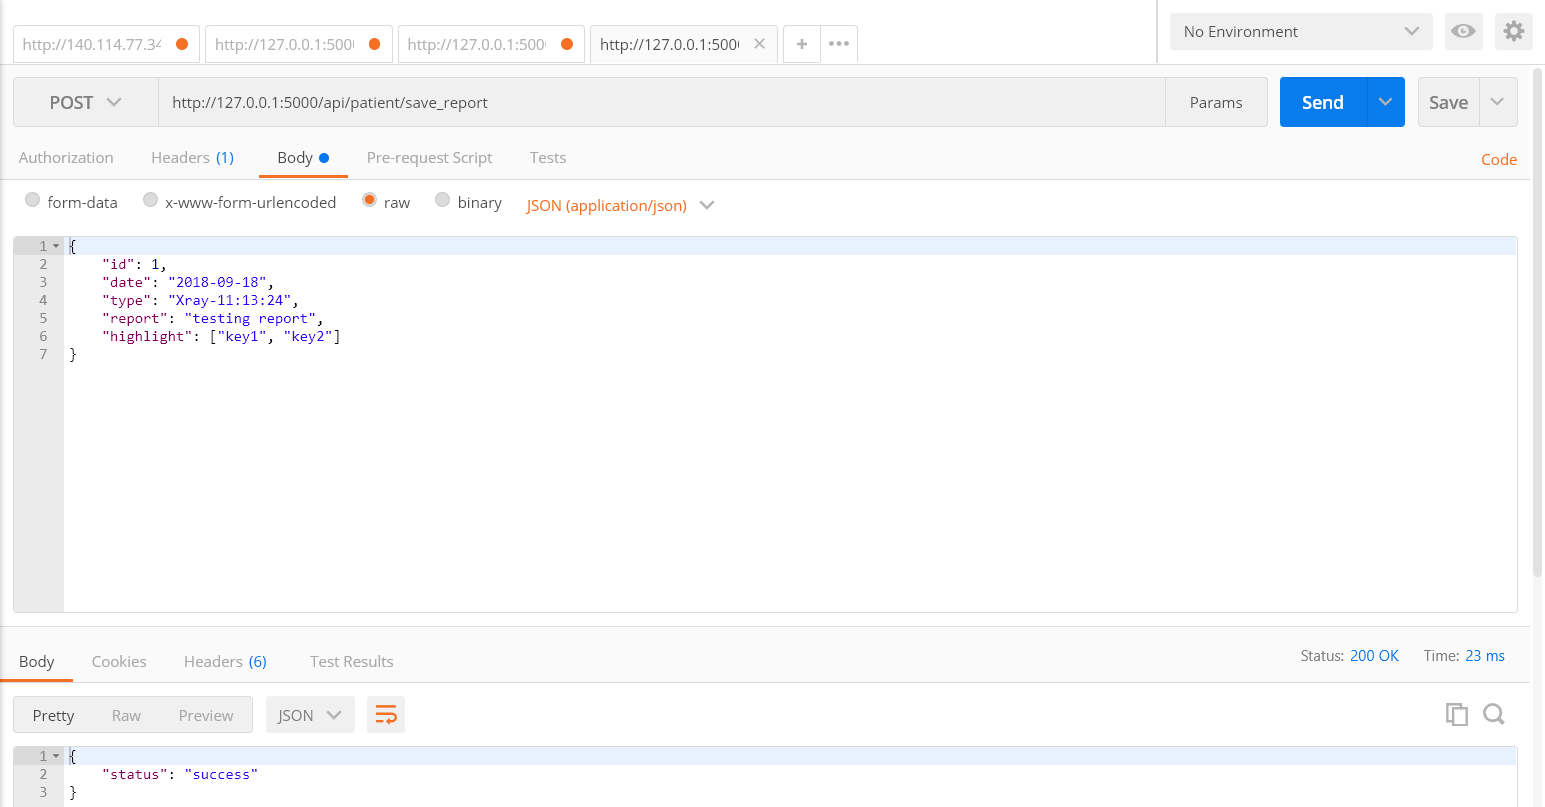 http://140.114.77.34 http://127.0.0.1:500 http://127.0.0.1:500 http://127.0.0.1:500 + ••• No Environment
POST http://127.0.0.1:5000/api/patient/save_report Params Send Save
Authorization Headers (1) Body Pre-request Script Tests Code
form-data x-www-form-urlencoded raw binary JSON (application/json)
1 {
2 "id": 1,
3 "date": "2018-09-18",
4 "type": "Xray-11:13:24",
5 "report": "testing report",
6 "highlight": ["key1", "key2"]
7 }
Body Cookies Headers (6) Test Results Status: 200 OK Time: 23 ms
Pretty Raw Preview JSON
1 {
2 "status": "success"
3 }